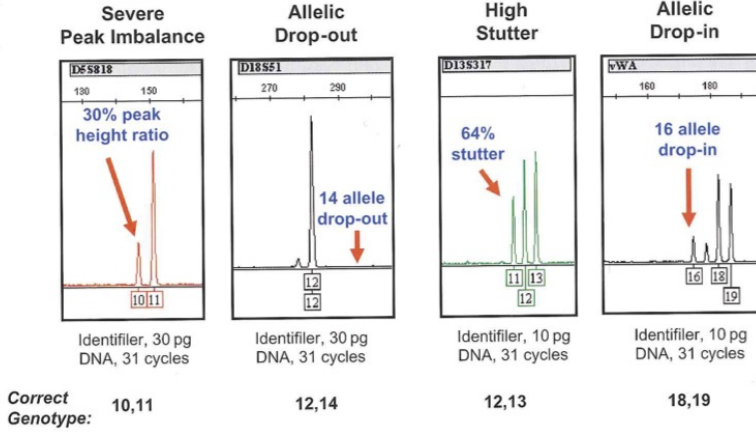 Severe
Peak Imbalance
D5S818
130 150
30% peak
height ratio
10 11
Identifiler, 30 pg
DNA, 31 cycles
Allelic
Drop-out
D18S51
270 290
14 allele
drop-out
12
12
Identifiler, 30 pg
DNA, 31 cycles
High
Stutter
D13S317
64%
stutter
11 13
12
Identifiler, 10 pg
DNA, 31 cycles
Allelic
Drop-in
vWA
160 180
16 allele
drop-in
16 18
19
Identifiler, 10 pg
DNA, 31 cycles
Correct
Genotype:
10,11 12,14 12,13 18,19